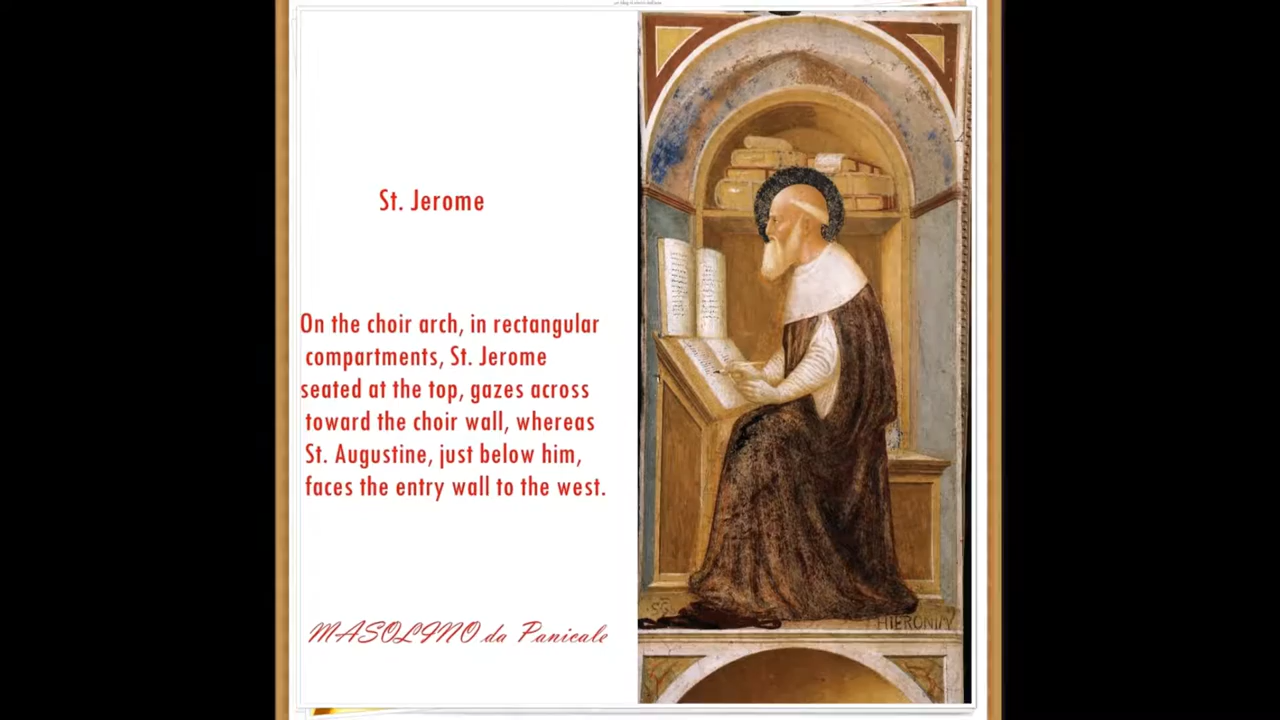 St. Jerome
On the choir arch, in rectangular
compartments, St. Jerome
seated at the top, gazes across
toward the choir wall, whereas
St. Augustine, just below him,
faces the entry wall to the west.
MASOLINO da Panicale
HIERONIM